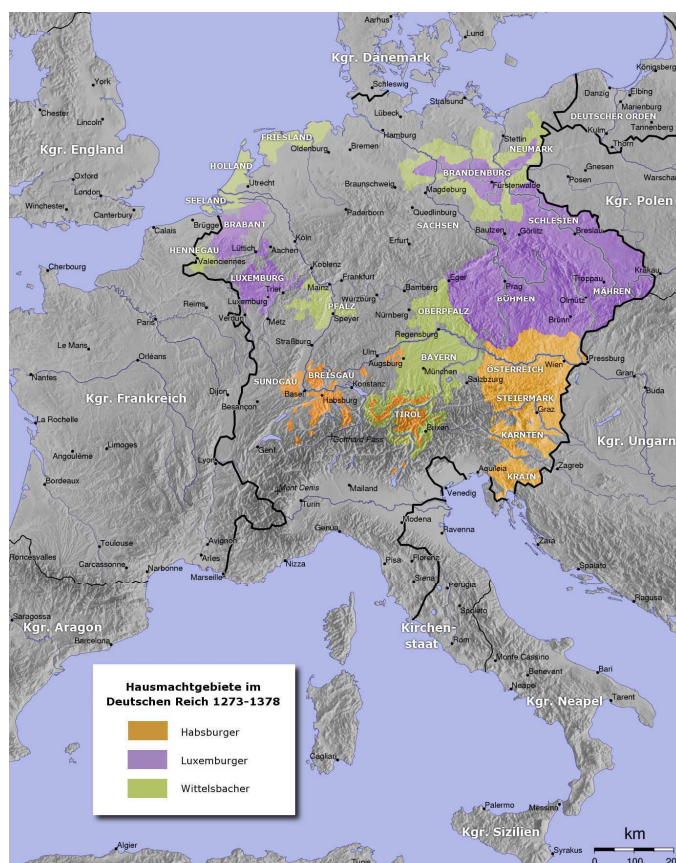 Aarhus
Lund
Kgr. Dänemark
Königsberg
Schleswig
Danzig
Elbing
Marienburg
York
Stralsund
Lübeck
DEUTSCHER ORDEN
Tannenberg
Chester
Lincoln
Hamburg
Stettin
Kulm
Thorn
FRIESLAND
Oldenburg
Bremen
NEUMARK
Kgr. England
Gnesen
HOLLAND
BRANDENBURG
Posen
Warschau
Oxford
Utrecht
Braunschweig
Magdeburg
Fürstenwalde
London
SEELAND
Kgr. Polen
Winchester
Canterbury
Paderborn
Quedlinburg
SCHLESIEN
Calais
Brügge
BRABANT
SACHSEN
Bautzen
Görlitz
Breslau
Köln
Erfurt
HENNEGAU
Lüttich
Aachen
Valenciennes
Koblenz
Cherbourg
LUXEMBURG
Frankfurt
Eger
Troppau
Krakau
Trier
Mainz
Bamberg
Prag
MÄHREN
Luxemburg
Würzburg
BÖHMEN
Olmütz
Reims
PFALZ
OBERPFALZ
Verdun
Metz
Speyer
Nürnberg
Brünn
Paris
Regensburg
Le Mans
Straßburg
Ulm
BAYERN
Wien
Pressburg
Orléans
Augsburg
ÖSTERREICH
SUNDGAU
BREISGAU
München
Gran
Nantes
Konstanz
Salzburg
Buda
Basel
Habsburg
STEIERMARK
Dijon
Besançon
TIROL
Graz
Kgr. Frankreich
La Rochelle
Brixen
KÄRNTEN
Kgr. Ungarn
Gotthard Pass
Genf
Limoges
Angoulême
Lyon
Aquileia
KRAIN
Zagreb
Bordeaux
Mont Cenis
Mailand
Venedig
Turin
Modena
Genua
Ravenna
Toulouse
Avignon
Zara
Roncesvalles
Arles
Nizza
Pisa
Florenz
Carcassonne
Narbonne
Marseille
Spalato
Siena
Perugia
Saragossa
Ragusa
Spoleto
Kgr. Aragon
Kirchen-
staat
Barcelona
Rom
Monte Cassino
Bari
Benevent
Neapel
Kgr. Neapel
Tarent
Hausmachtgebiete im
Deutschen Reich 1273-1378
Habsburger
Luxemburger
Wittelsbacher
Cagliari
Palermo
Messina
Kgr. Sizilien
km
Algier
Tunis
Syrakus
0
100